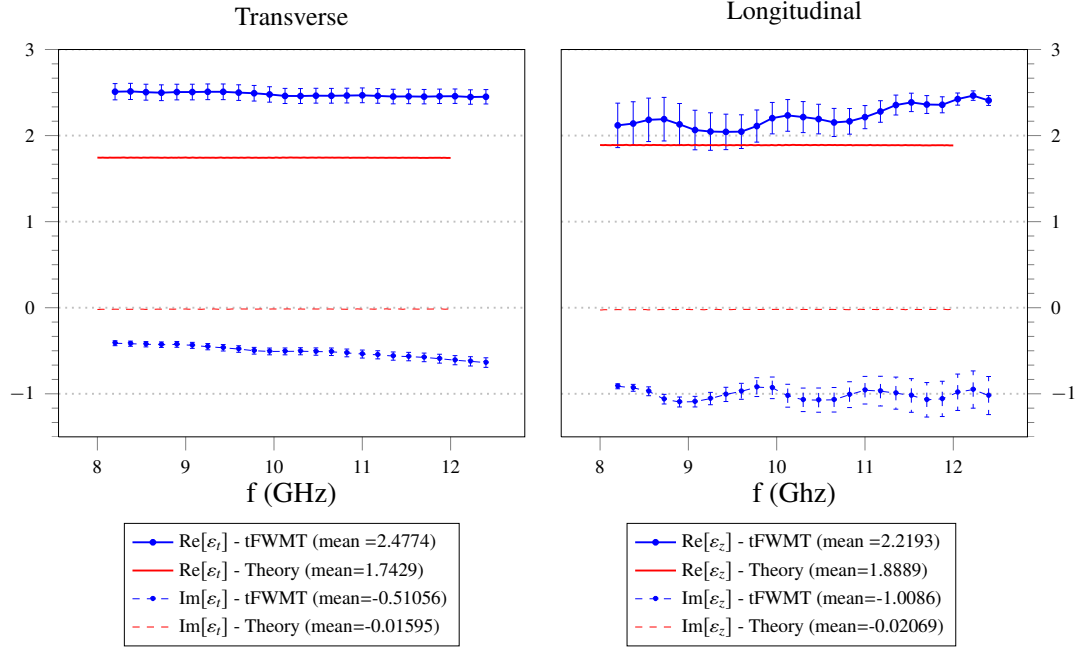 Transverse
Longitudinal
3
2
1
0
−1
8
9
10
11
12
f (GHz)
3
2
1
0
−1
8
9
10
11
12
f (Ghz)
Re[εt] - tFWMT (mean =2.4774)
Re[εt] - Theory (mean=1.7429)
Im[εt] - tFWMT (mean=-0.51056)
Im[εt] - Theory (mean=-0.01595)
Re[εz] - tFWMT (mean=2.2193)
Re[εz] - Theory (mean=1.8889)
Im[εz] - tFWMT (mean=-1.0086)
Im[εz] - Theory (mean=-0.02069)